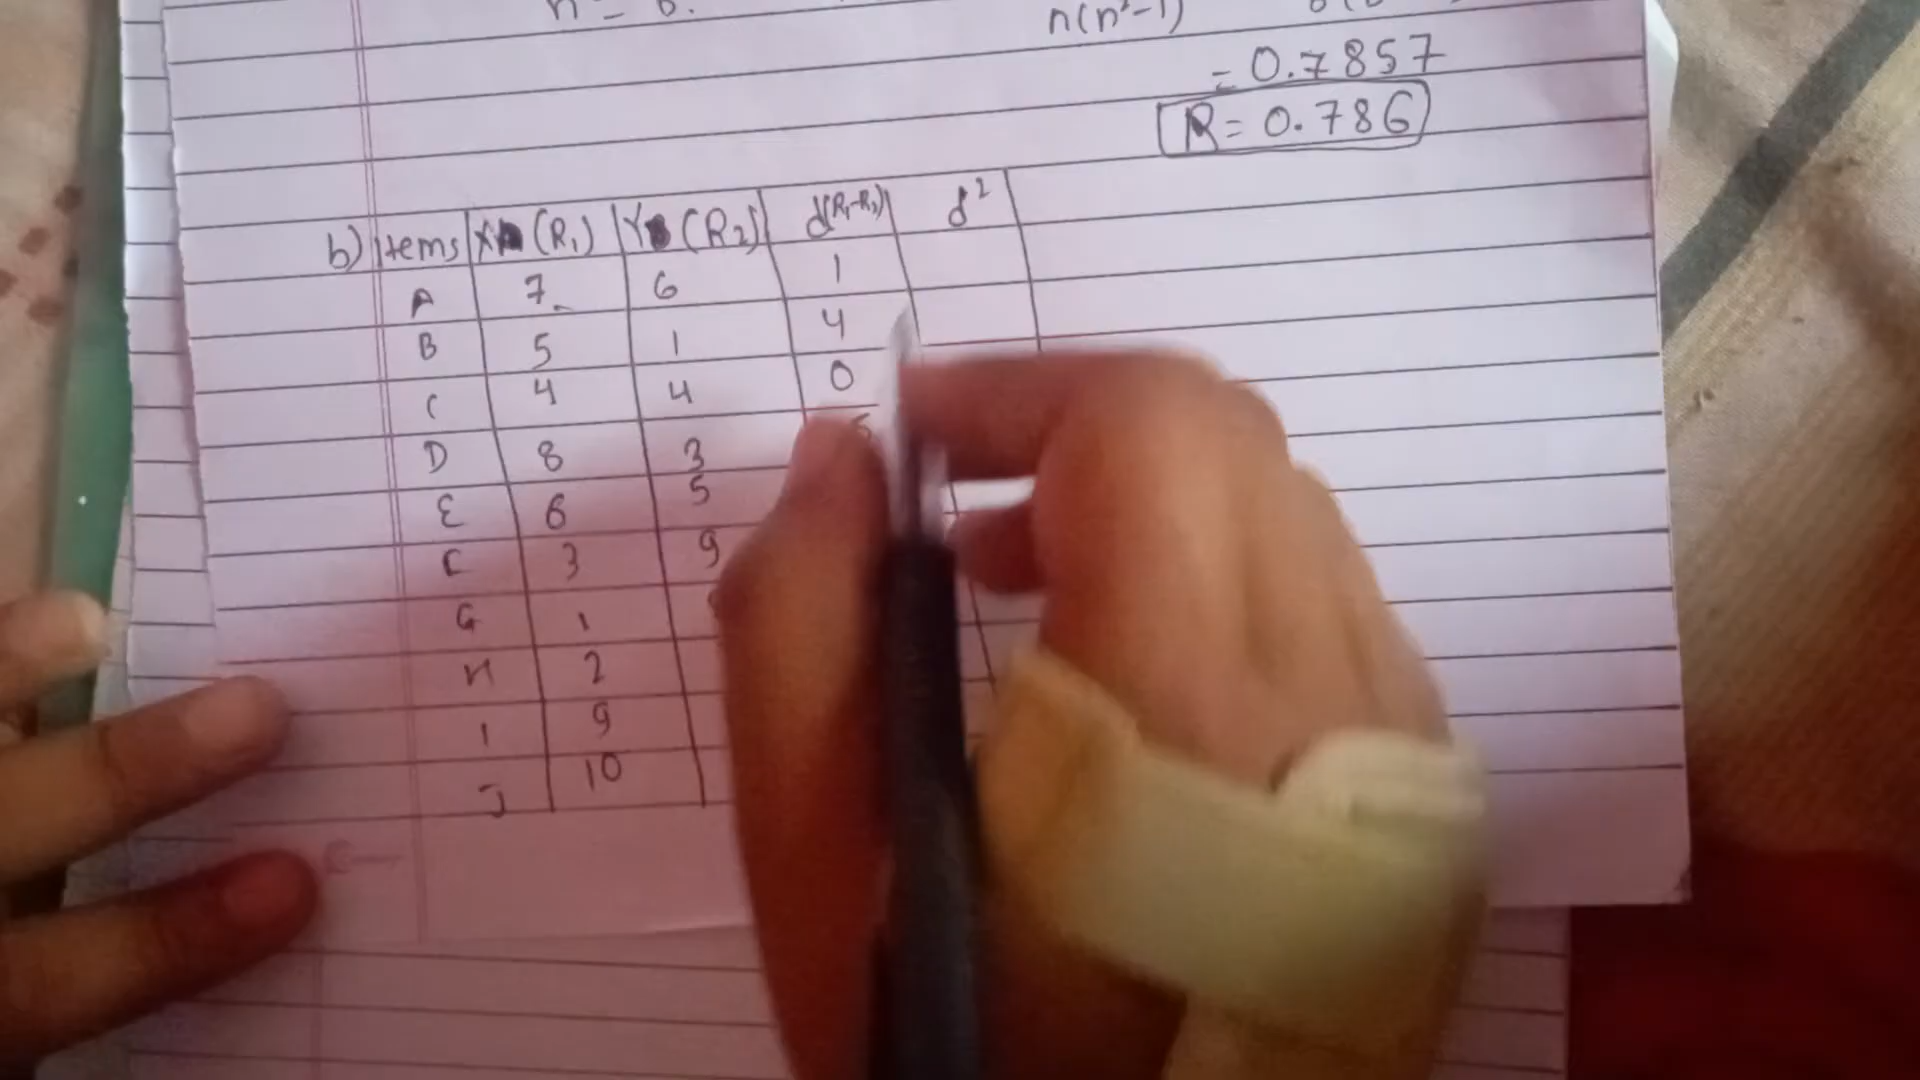 n(n²-1)
= 0.7857
R = 0.786
b) Items X (R₁) Y (R₂) d(R₁-R₂) d²
A 7 6 1
B 5 1 4
C 4 4 0
D 8 3 5
E 6 5
F 3 9
G 1
H 2
I 9
J 10